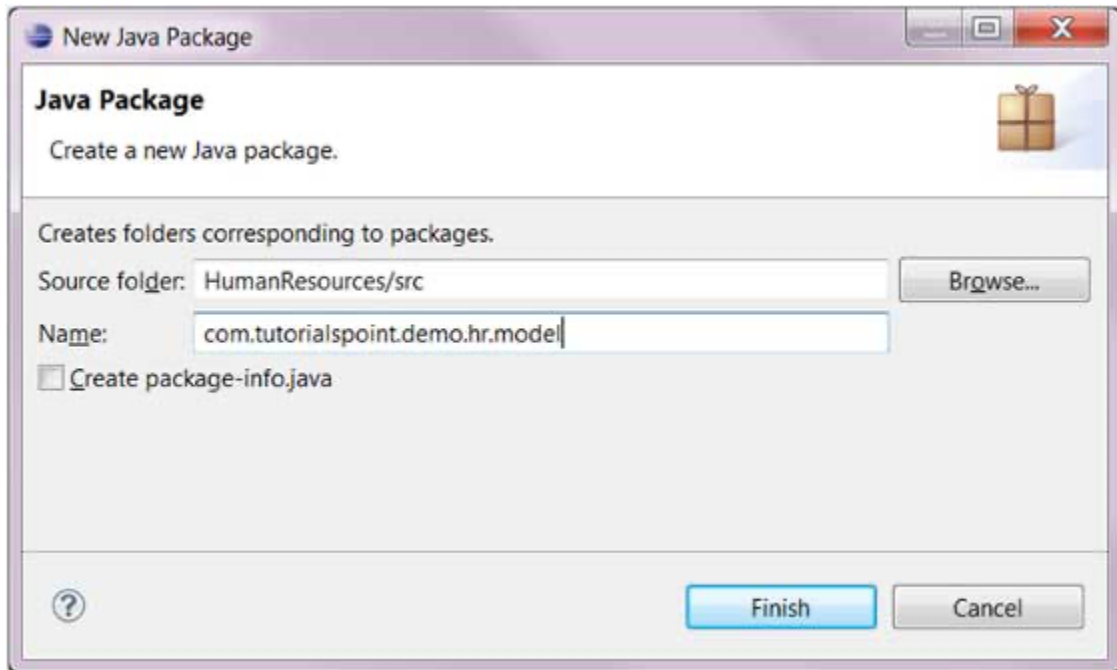 New Java Package
Java Package
Create a new Java package.
Creates folders corresponding to packages.
Source folder: HumanResources/src Browse...
Name: com.tutorialspoint.demo.hr.model
Create package-info.java
? Finish Cancel